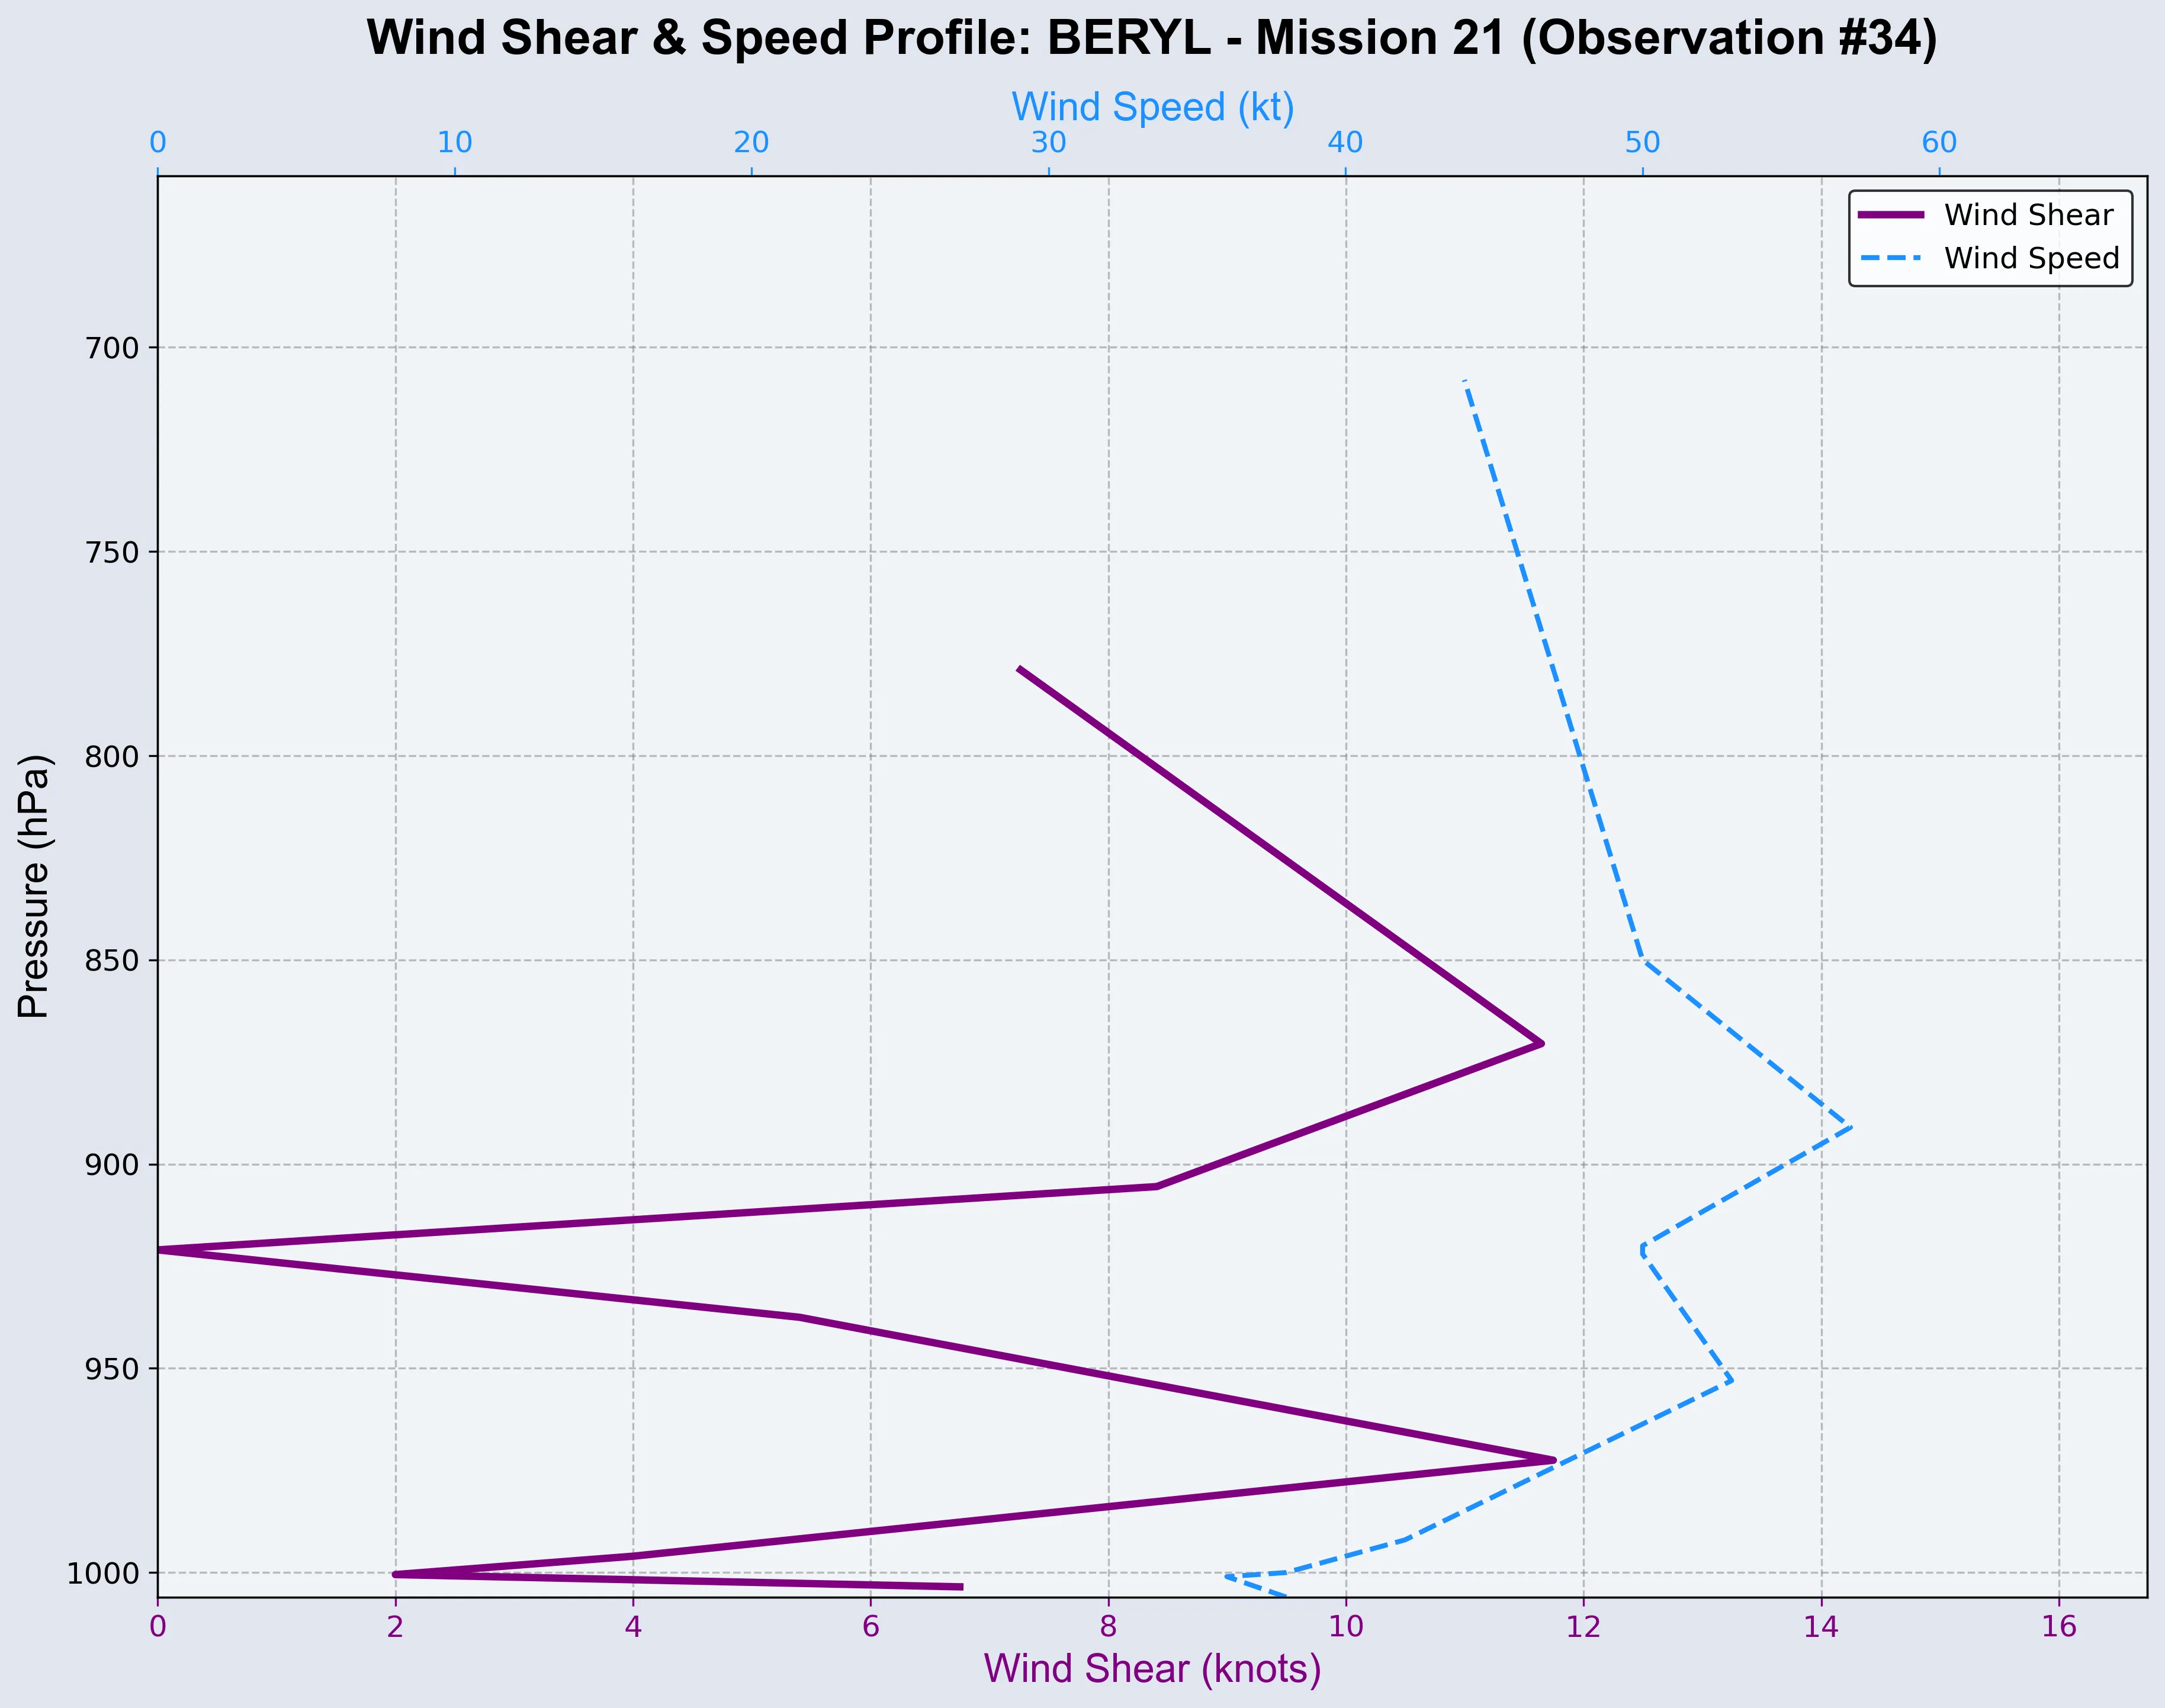 Wind Shear & Speed Profile: BERYL - Mission 21 (Observation #34)
Wind Speed (kt)
0 10 20 30 40 50 60
Wind Shear
Wind Speed
Pressure (hPa)
700
750
800
850
900
950
1000
0 2 4 6 8 10 12 14 16
Wind Shear (knots)